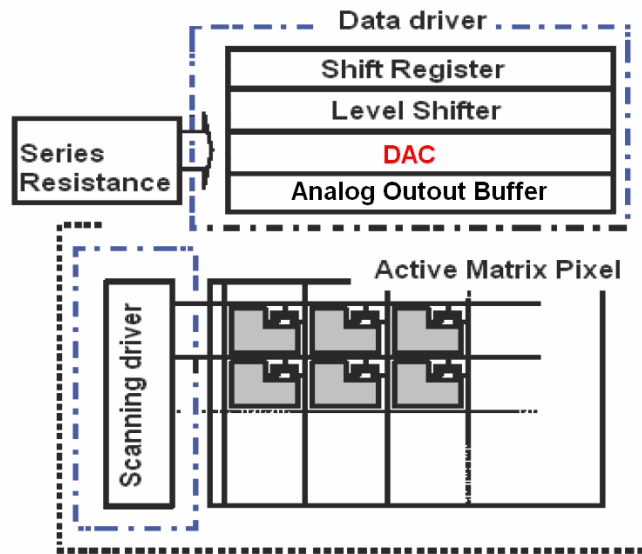 Data driver
Shift Register
Level Shifter
DAC
Analog Outout Buffer
Series
Resistance
Active Matrix Pixel
Scanning driver